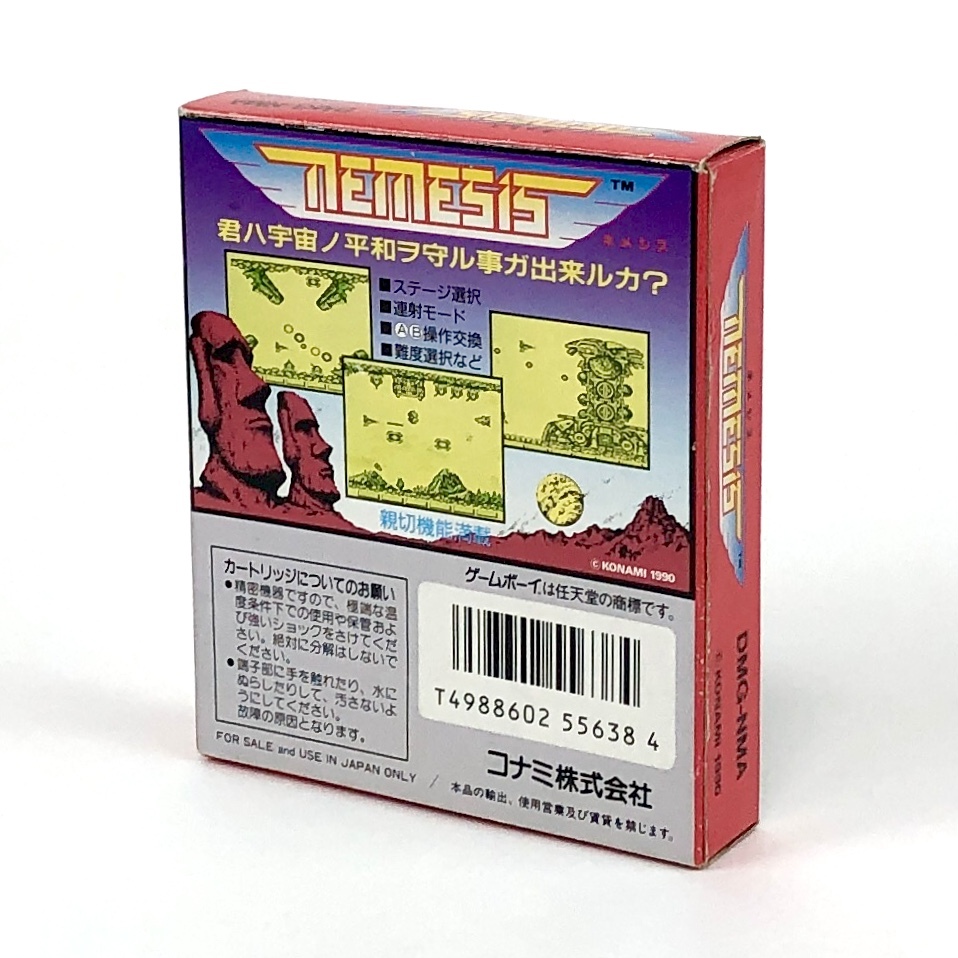 NEMESIS TM
ネメシス
君ハ宇宙ノ平和ヲ守ル事ガ出来ルカ?
■ステージ選択
■連射モード
■ⒶⒷ操作交換
■難度選択など
親切機能満載
©KONAMI 1990
カートリッジについてのお願い
●精密機器ですので、極端な温
度条件下での使用や保管およ
び強いショックをさけてくだ
さい。絶対に分解はしないで
ください。
●端子部に手を触れたり、水に
ぬらしたりして、汚さないよ
うにしてください。
故障の原因となります。
ゲームボーイは任天堂の商標です。
T4988602 55638 4
コナミ株式会社
FOR SALE and USE IN JAPAN ONLY / 本品の輸出、使用営業及び賃貸を禁じます。
NEMESIS TM
ネメシス
DMG-NMA
© KONAMI 1990
NEMESIS